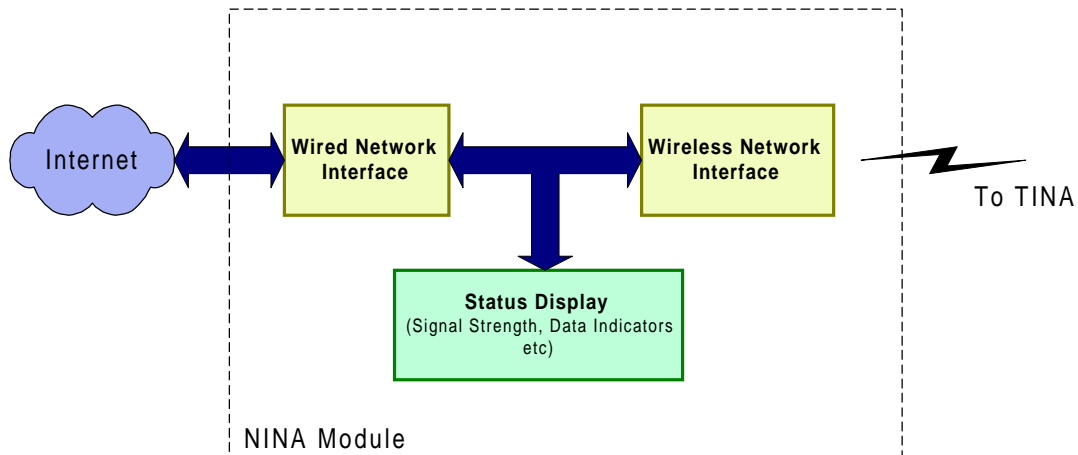 Internet
Wired Network
Interface
Wireless Network
Interface
To TINA
Status Display
(Signal Strength, Data Indicators
etc)
NINA Module